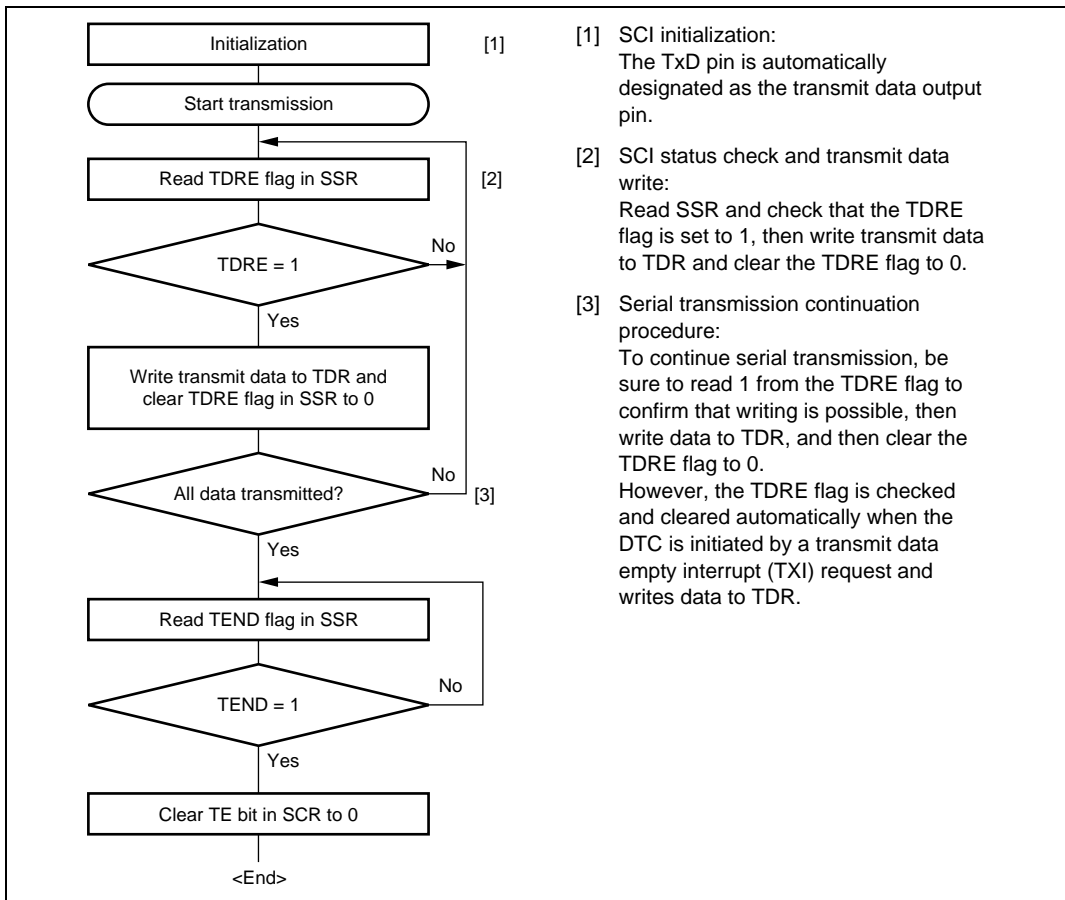 Initialization
[1]
Start transmission
Read TDRE flag in SSR
[2]
No
TDRE = 1
Yes
Write transmit data to TDR and
clear TDRE flag in SSR to 0
No
All data transmitted?
[3]
Yes
Read TEND flag in SSR
No
TEND = 1
Yes
Clear TE bit in SCR to 0
<End>
[1] SCI initialization:
The TxD pin is automatically
designated as the transmit data output
pin.
[2] SCI status check and transmit data
write:
Read SSR and check that the TDRE
flag is set to 1, then write transmit data
to TDR and clear the TDRE flag to 0.
[3] Serial transmission continuation
procedure:
To continue serial transmission, be
sure to read 1 from the TDRE flag to
confirm that writing is possible, then
write data to TDR, and then clear the
TDRE flag to 0.
However, the TDRE flag is checked
and cleared automatically when the
DTC is initiated by a transmit data
empty interrupt (TXI) request and
writes data to TDR.